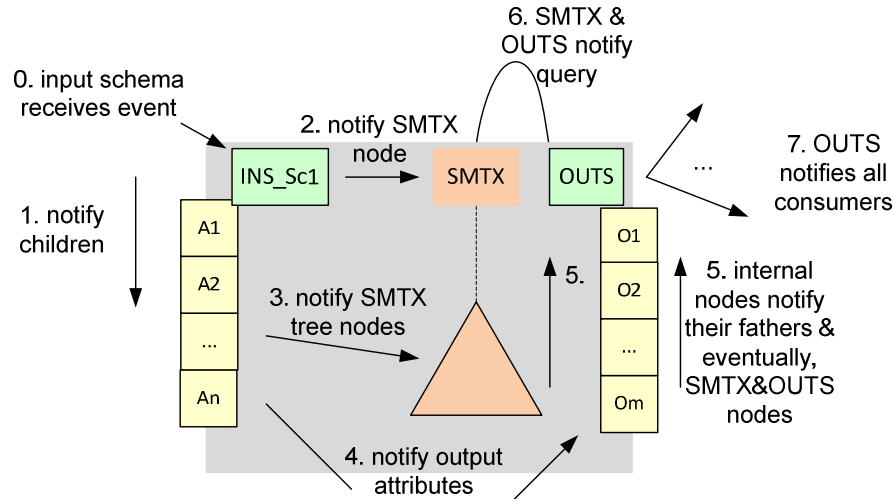 6. SMTX &
OUTS notify
query
0. input schema
receives event
2. notify SMTX
node
7. OUTS
notifies all
consumers
...
INS_Sc1
SMTX
OUTS
1. notify
children
A1
A2
...
An
O1
O2
...
Om
3. notify SMTX
tree nodes
5.
5. internal
nodes notify
their fathers &
eventually,
SMTX&OUTS
nodes
4. notify output
attributes